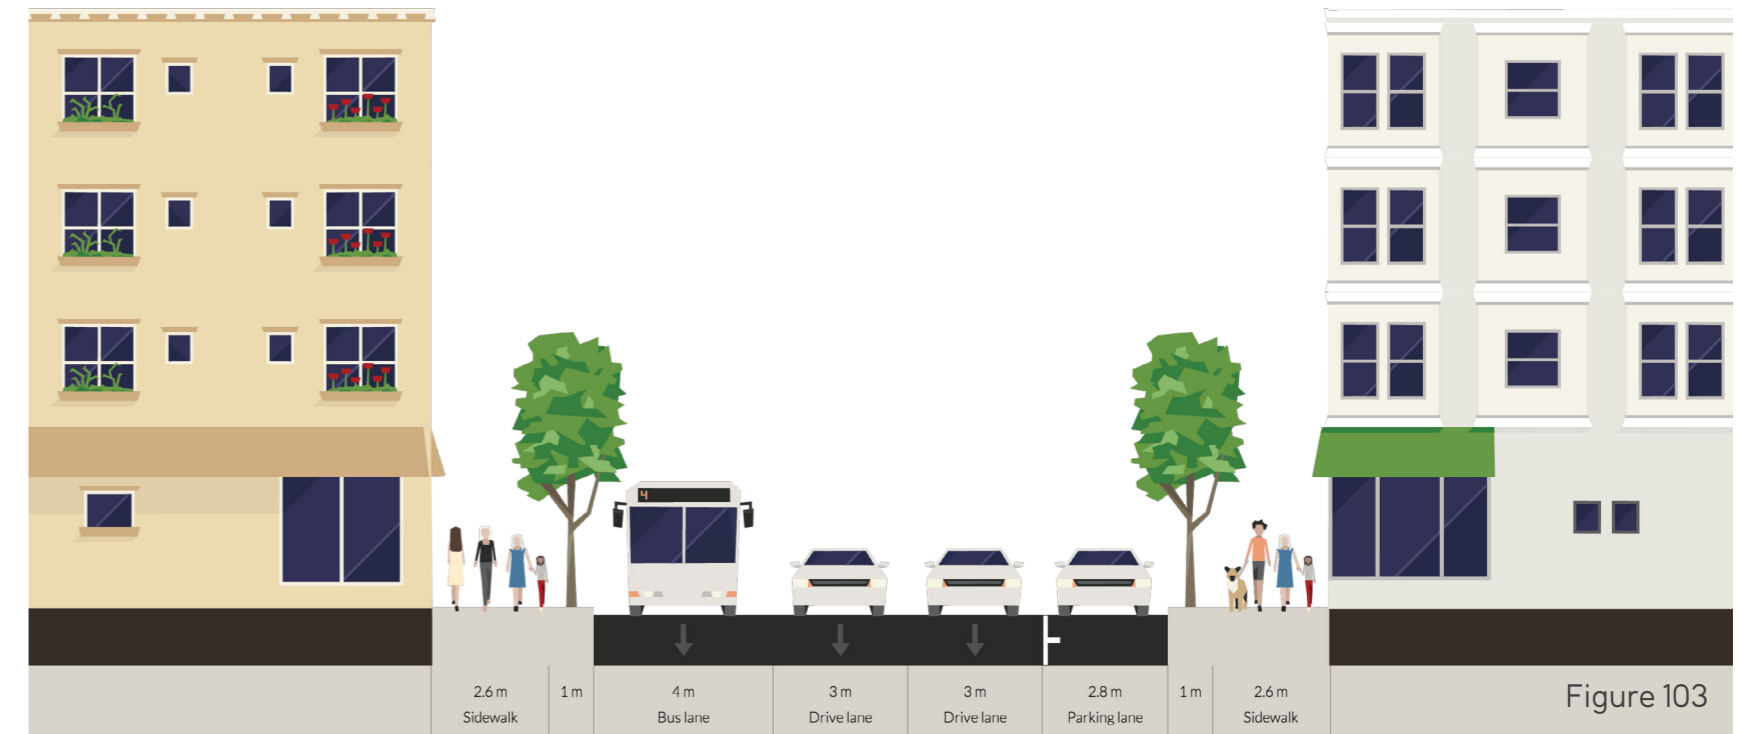 4
2.6 m
Sidewalk
1 m
4 m
Bus lane
3 m
Drive lane
3 m
Drive lane
2.8 m
Parking lane
1 m
2.6 m
Sidewalk
Figure 103